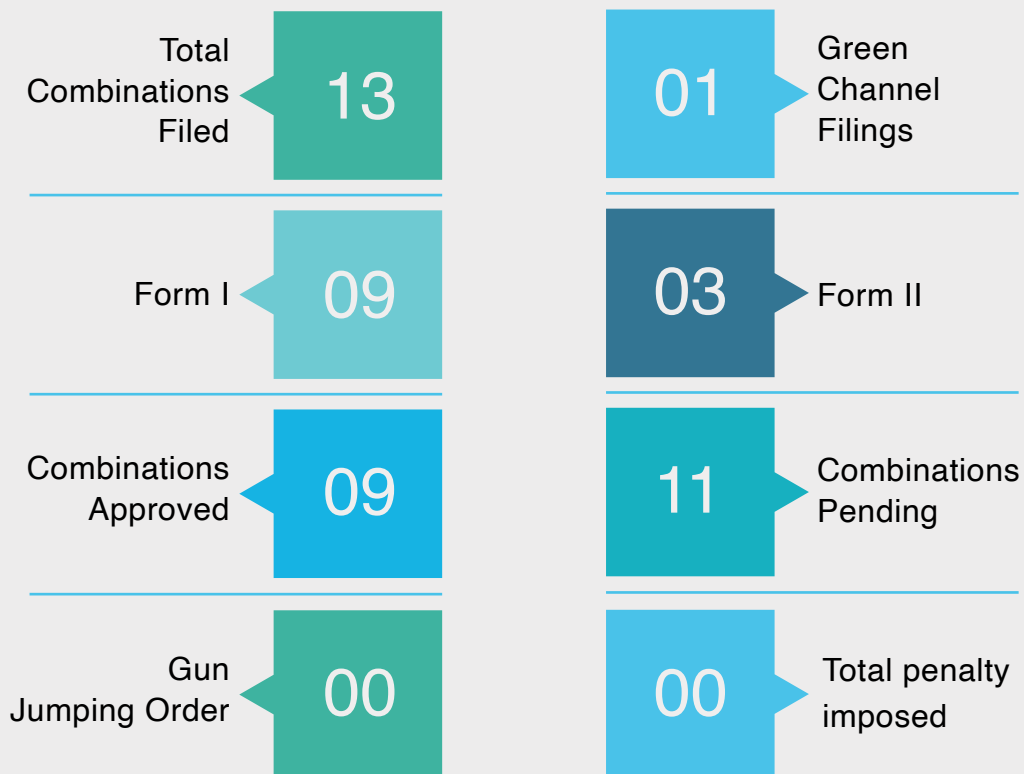 Total
Combinations
Filed
13
01
Green
Channel
Filings
Form I
09
03
Form II
Combinations
Approved
09
11
Combinations
Pending
Gun
Jumping Order
00
00
Total penalty
imposed